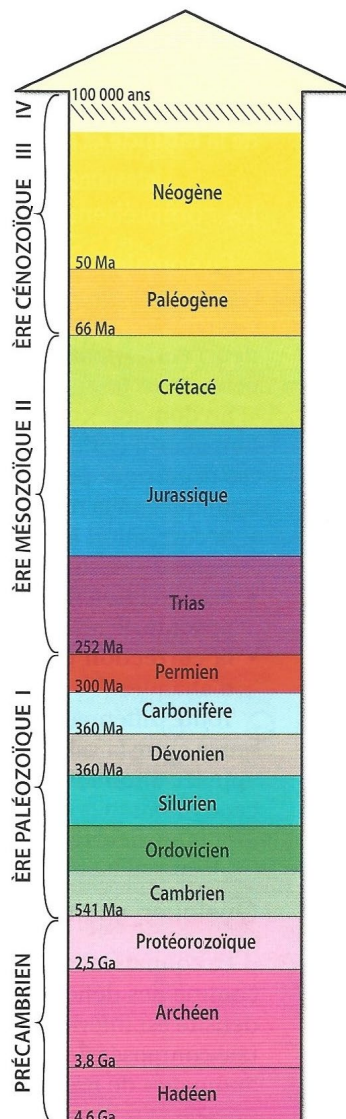 100 000 ans
ÈRE CÉNOZOÏQUE III IV
Néogène
50 Ma
Paléogène
66 Ma
ÈRE MÉSOZOÏQUE II
Crétacé
Jurassique
Trias
252 Ma
ÈRE PALÉOZOÏQUE I
Permien
300 Ma
Carbonifère
360 Ma
Dévonien
360 Ma
Silurien
Ordovicien
Cambrien
541 Ma
PRÉCAMBRIEN
Protéorozoïque
2,5 Ga
Archéen
3,8 Ga
Hadéen
4,6 Ga